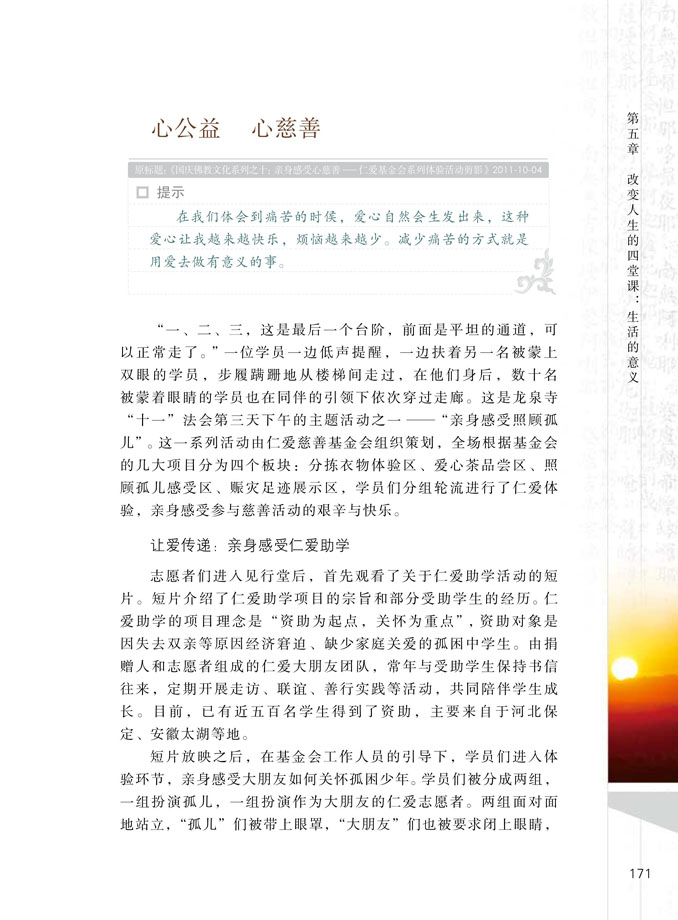 心公益 心慈善
原标题:《国庆佛教文化系列之十:亲身感受心慈善——仁爱基金会系列体验活动剪影》2011-10-04
提示
在我们体会到痛苦的时候，爱心自然会生发出来，这种
爱心让我越来越快乐，烦恼越来越少。减少痛苦的方式就是
用爱去做有意义的事。
“一、二、三，这是最后一个台阶，前面是平坦的通道，可
以正常走了。”一位学员一边低声提醒，一边扶着另一名被蒙上
双眼的学员，步履蹒跚地从楼梯间走过，在他们身后，数十名
被蒙着眼睛的学员也在同伴的引领下依次穿过走廊。这是龙泉寺
“十一”法会第三天下午的主题活动之一——“亲身感受照顾孤
儿”。这一系列活动由仁爱慈善基金会组织策划，全场根据基金会
的几大项目分为四个板块：分拣衣物体验区、爱心茶品尝区、照
顾孤儿感受区、赈灾足迹展示区，学员们分组轮流进行了仁爱体
验，亲身感受参与慈善活动的艰辛与快乐。
让爱传递：亲身感受仁爱助学
志愿者们进入见行堂后，首先观看了关于仁爱助学活动的短
片。短片介绍了仁爱助学项目的宗旨和部分受助学生的经历。仁
爱助学的项目理念是“资助为起点，关怀为重点”，资助对象是
因失去双亲等原因经济窘迫、缺少家庭关爱的孤困中学生。由捐
赠人和志愿者组成的仁爱大朋友团队，常年与受助学生保持书信
往来，定期开展走访、联谊、善行实践等活动，共同陪伴学生成
长。目前，已有近五百名学生得到了资助，主要来自于河北保
定、安徽太湖等地。
短片放映之后，在基金会工作人员的引导下，学员们进入体
验环节，亲身感受大朋友如何关怀孤困少年。学员们被分成两组，
一组扮演孤儿，一组扮演作为大朋友的仁爱志愿者。两组面对面
地站立，“孤儿”们被带上眼罩，“大朋友”们也被要求闭上眼睛，
第五章 改变人生的四堂课：生活的意义
171